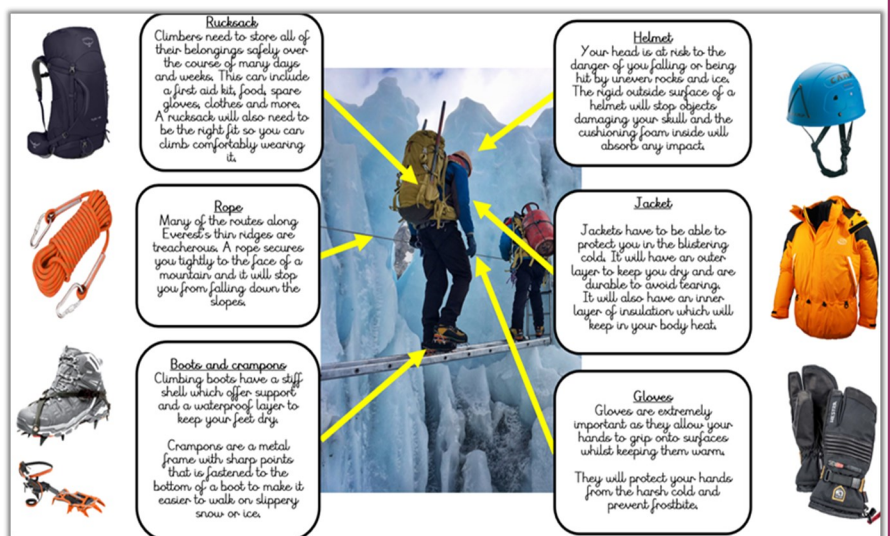 Rucksack
Climbers need to store all of
their belongings safely over
the course of many days
and weeks. This can include
a first aid kit, food, spare
gloves, clothes and more.
A rucksack will also need to
be the right fit so you can
climb comfortably wearing
it.
Rope
Many of the routes along
Everest's thin ridges are
treacherous. A rope secures
you tightly to the face of a
mountain and it will stop
you from falling down the
slopes.
Boots and crampons
Climbing boots have a stiff
shell which offer support
and a waterproof layer to
keep your feet dry.
Crampons are a metal
frame with sharp points
that is fastened to the
bottom of a boot to make it
easier to walk on slippery
snow or ice.
Helmet
Your head is at risk to the
danger of you falling or being
hit by uneven rocks and ice.
The rigid outside surface of a
helmet will stop objects
damaging your skull and the
cushioning foam inside will
absorb any impact.
Jacket
Jackets have to be able to
protect you in the blistering
cold. It will have an outer
layer to keep you dry and are
durable to avoid tearing.
It will also have an inner
layer of insulation which will
keep in your body heat.
Gloves
Gloves are extremely
important as they allow your
hands to grip onto surfaces
whilst keeping them warm.
They will protect your hands
from the harsh cold and
prevent frostbite.